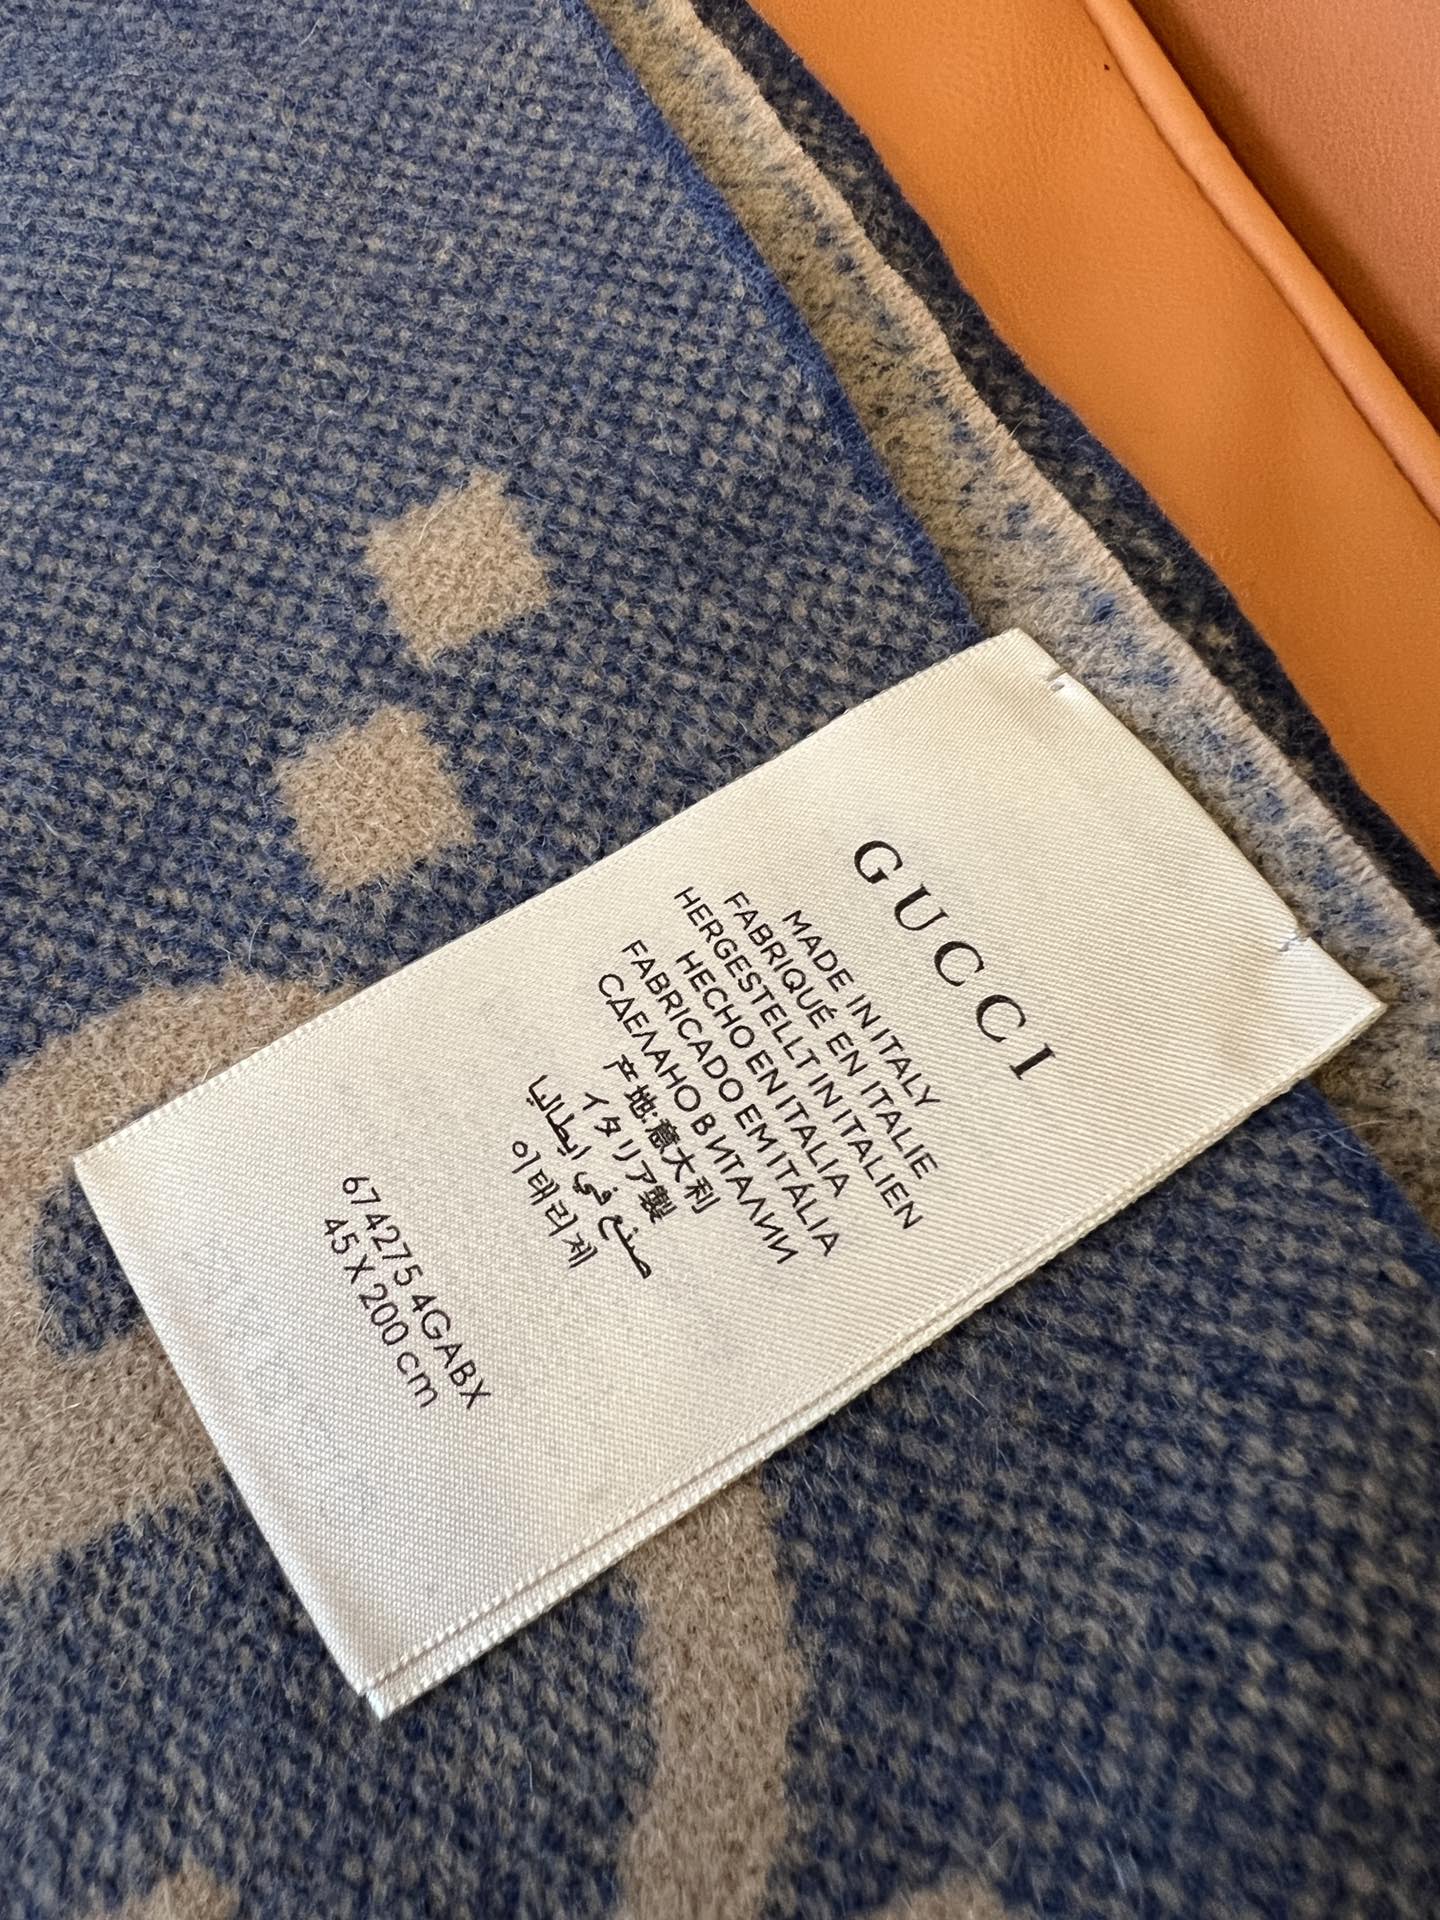 GUCCI
MADE IN ITALY
FABRIQUÉ EN ITALIE
HERGESTELLT IN ITALIEN
HECHO EN ITALIA
FABRICADO EM ITÁLIA
СДЕЛАНО В ИТАЛИИ
产地:意大利
イタリア製
صنع في ايطاليا
이태리제
674275 4GABX
45 X 200 cm